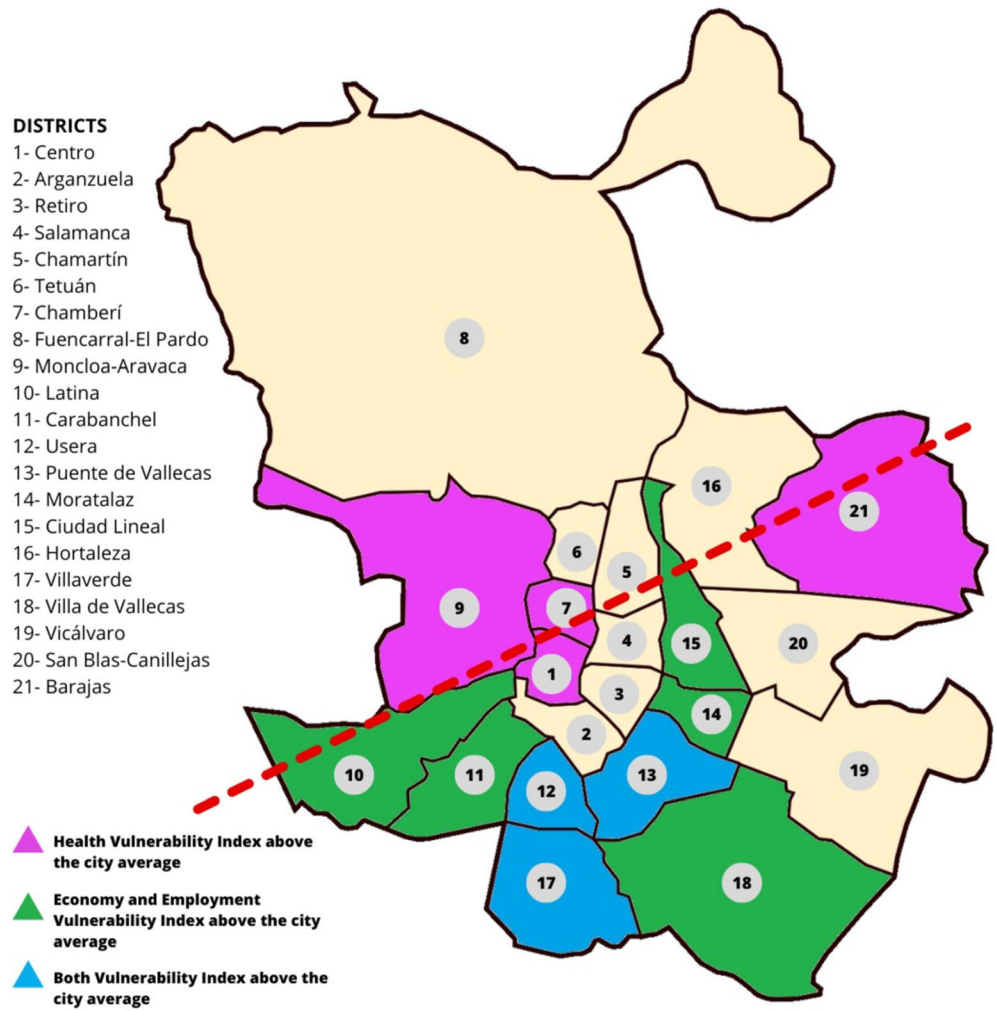 DISTRICTS
1- Centro
2- Arganzuela
3- Retiro
4- Salamanca
5- Chamartín
6- Tetuán
7- Chamberí
8- Fuencarral-El Pardo
9- Moncloa-Aravaca
10- Latina
11- Carabanchel
12- Usera
13- Puente de Vallecas
14- Moratalaz
15- Ciudad Lineal
16- Hortaleza
17- Villaverde
18- Villa de Vallecas
19- Vicálvaro
20- San Blas-Canillejas
21- Barajas
8
16
21
6
5
7
9
4
15
20
1
3
14
2
10
11
12
13
19
17
18
Health Vulnerability Index above
the city average
Economy and Employment
Vulnerability Index above the city
average
Both Vulnerability Index above the
city average